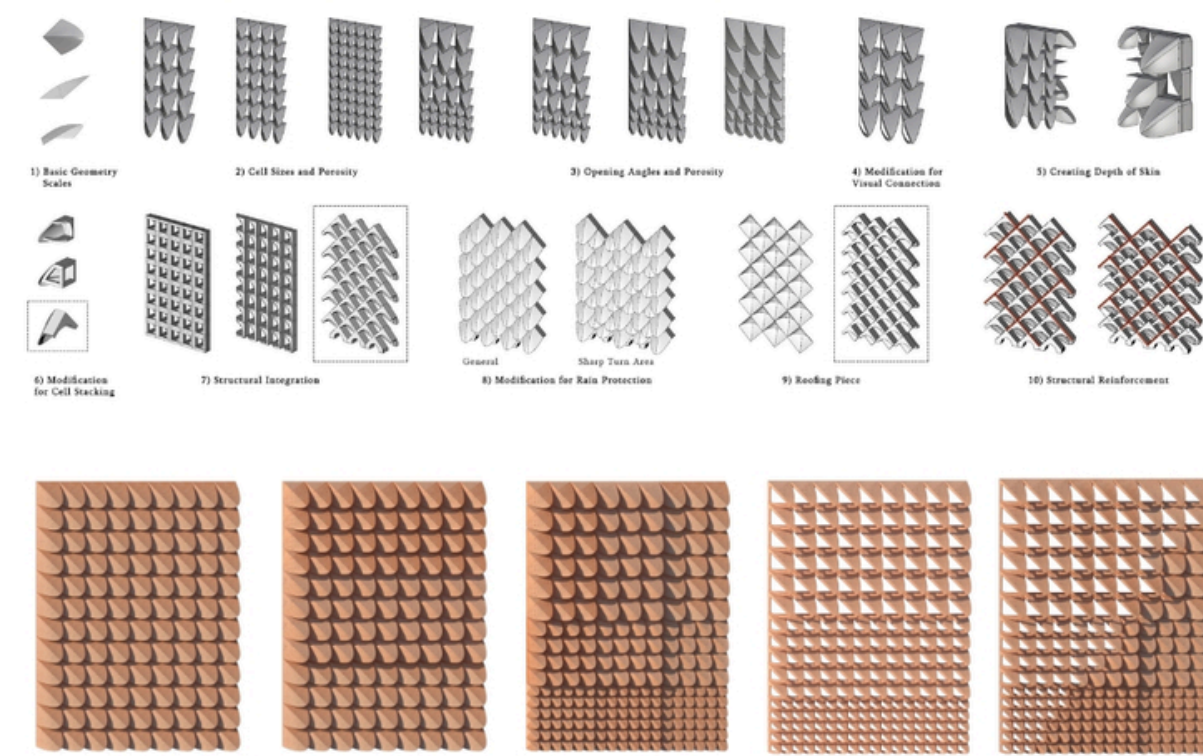 1) Basic Geometry
Scales
2) Cell Sizes and Porosity
3) Opening Angles and Porosity
4) Modification for
Visual Connection
5) Creating Depth of Skin
General
Sharp Turn Area
6) Modification
for Cell Stacking
7) Structural Integration
8) Modification for Rain Protection
9) Roofing Piece
10) Structural Reinforcement